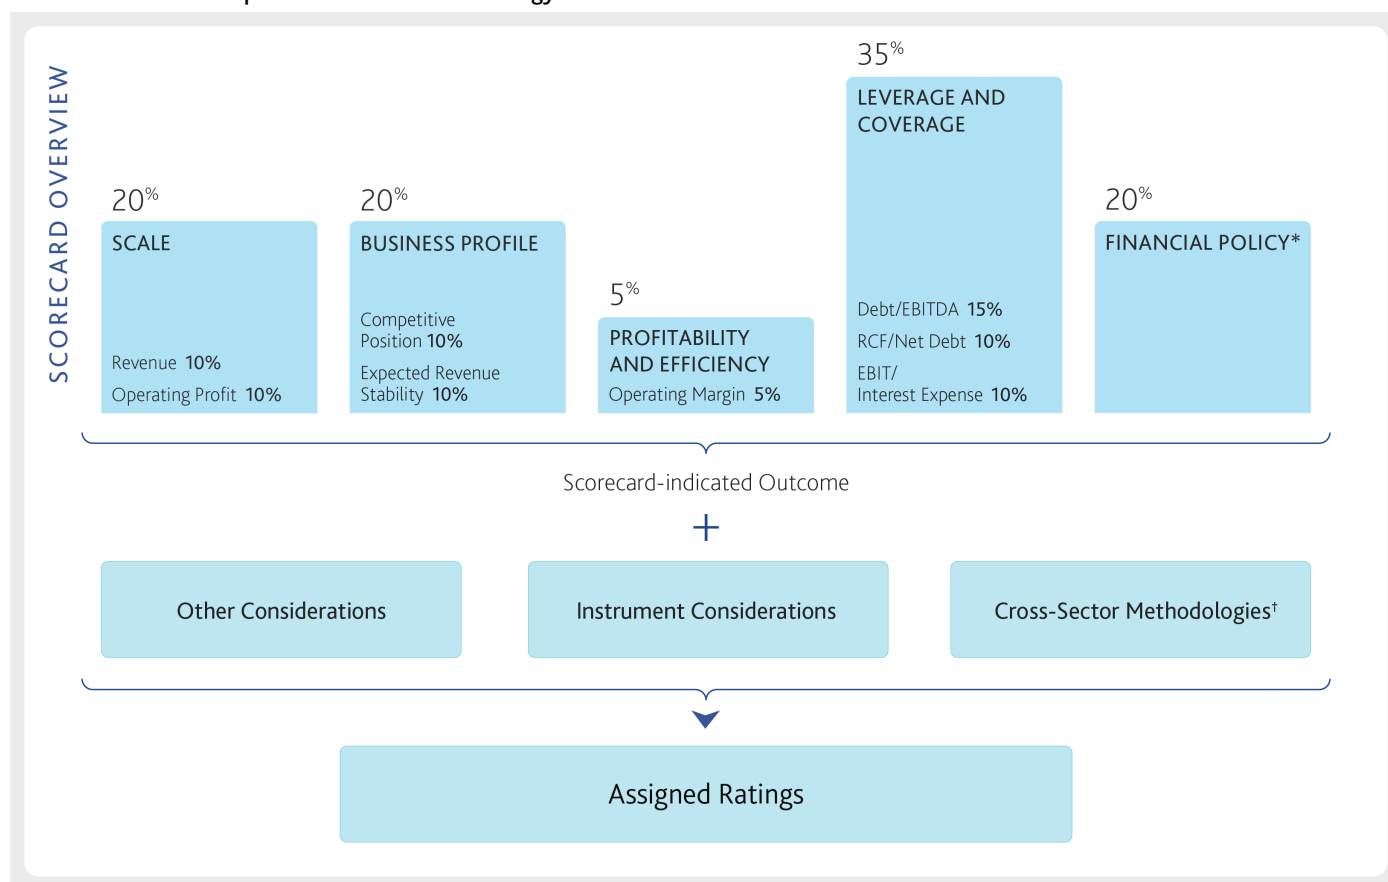 SCORECARD OVERVIEW
20%
SCALE
Revenue 10%
Operating Profit 10%
20%
BUSINESS PROFILE
Competitive
Position 10%
Expected Revenue
Stability 10%
5%
PROFITABILITY
AND EFFICIENCY
Operating Margin 5%
35%
LEVERAGE AND
COVERAGE
Debt/EBITDA 15%
RCF/Net Debt 10%
EBIT/
Interest Expense 10%
20%
FINANCIAL POLICY*
Scorecard-indicated Outcome
+
Other Considerations
Instrument Considerations
Cross-Sector Methodologies†
Assigned Ratings